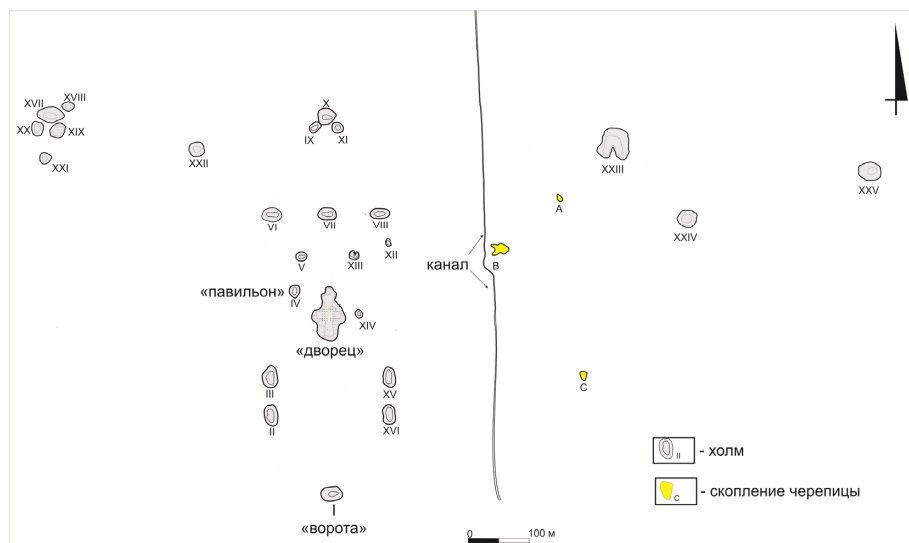 XVIII
XVII
XX
XIX
XXI
XXII
X
IX
XI
XXIII
XXV
A
XXIV
VI
VII
VIII
XII
V
XIII
канал
B
«павильон»
IV
XIV
«дворец»
III
XV
C
II
XVI
II
- холм
C
- скопление черепицы
I
«ворота»
0
100 м